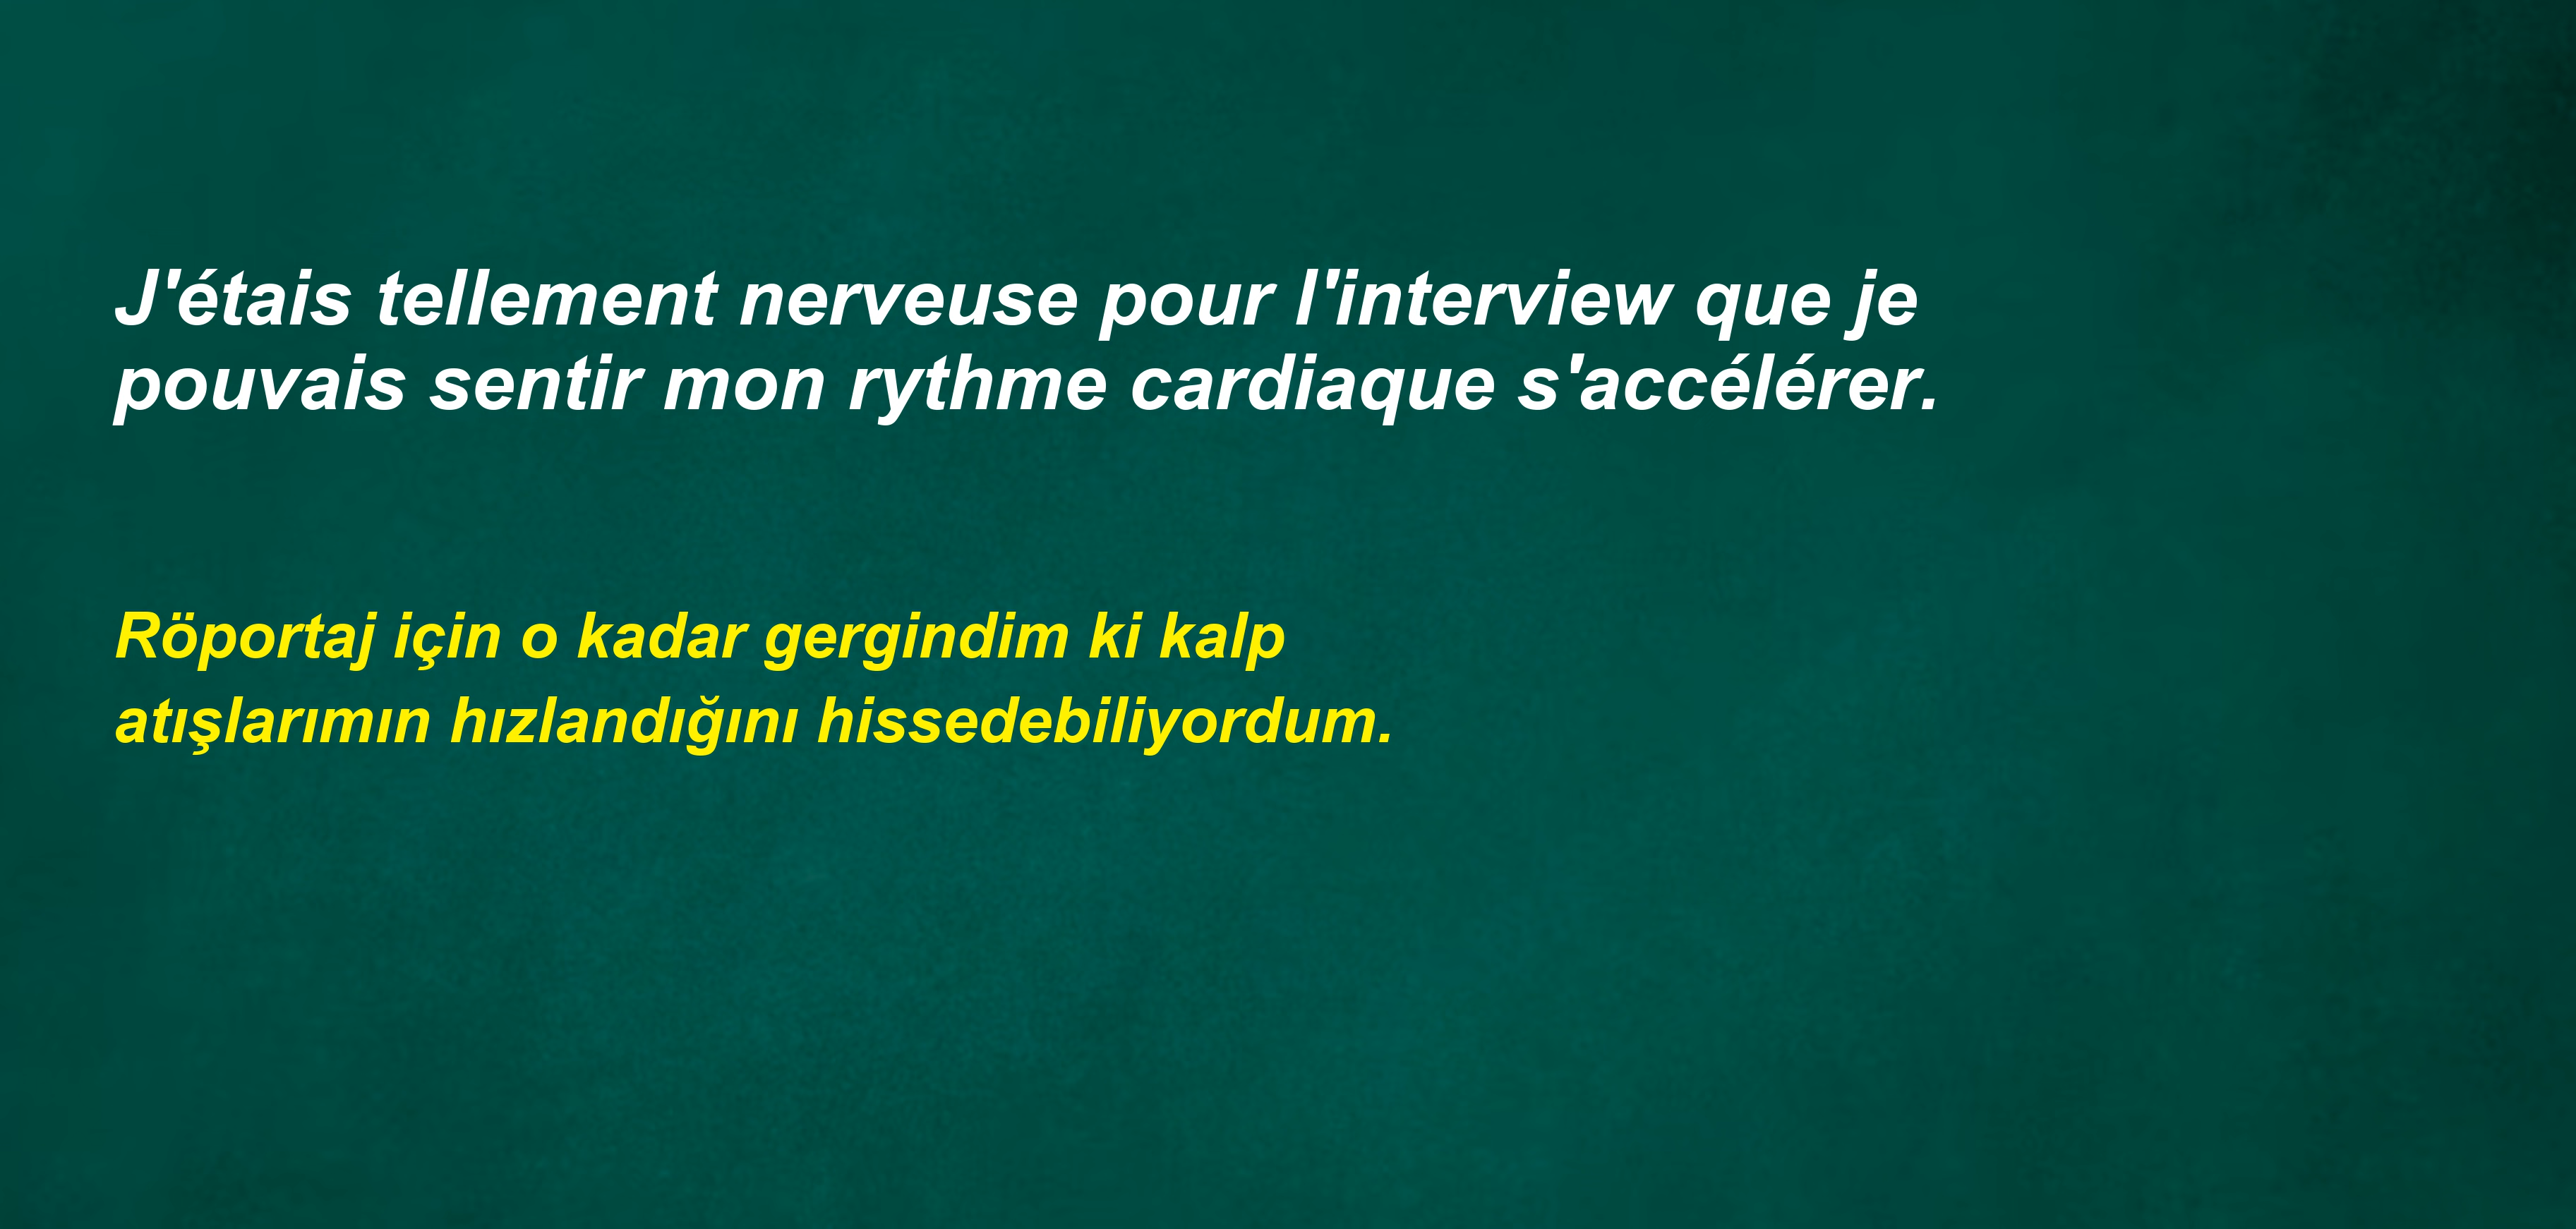 J'étais tellement nerveuse pour l'interview que je
pouvais sentir mon rythme cardiaque s'accélérer.
Röportaj için o kadar gergindim ki kalp
atışlarımın hızlandığını hissedebiliyordum.